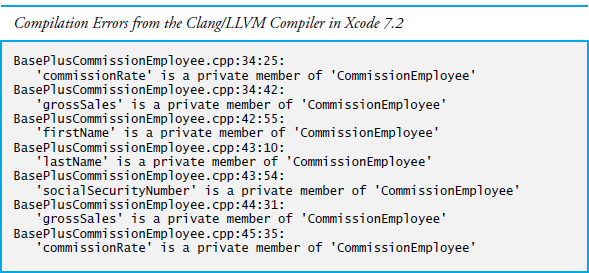 Compilation Errors from the Clang/LLVM Compiler in Xcode 7.2
BasePlusCommissionEmployee.cpp:34:25:
'commissionRate' is a private member of 'CommissionEmployee'
BasePlusCommissionEmployee.cpp:34:42:
'grossSales' is a private member of 'CommissionEmployee'
BasePlusCommissionEmployee.cpp:42:55:
'firstName' is a private member of 'CommissionEmployee'
BasePlusCommissionEmployee.cpp:43:10:
'lastName' is a private member of 'CommissionEmployee'
BasePlusCommissionEmployee.cpp:43:54:
'socialSecurityNumber' is a private member of 'CommissionEmployee'
BasePlusCommissionEmployee.cpp:44:31:
'grossSales' is a private member of 'CommissionEmployee'
BasePlusCommissionEmployee.cpp:45:35:
'commissionRate' is a private member of 'CommissionEmployee'